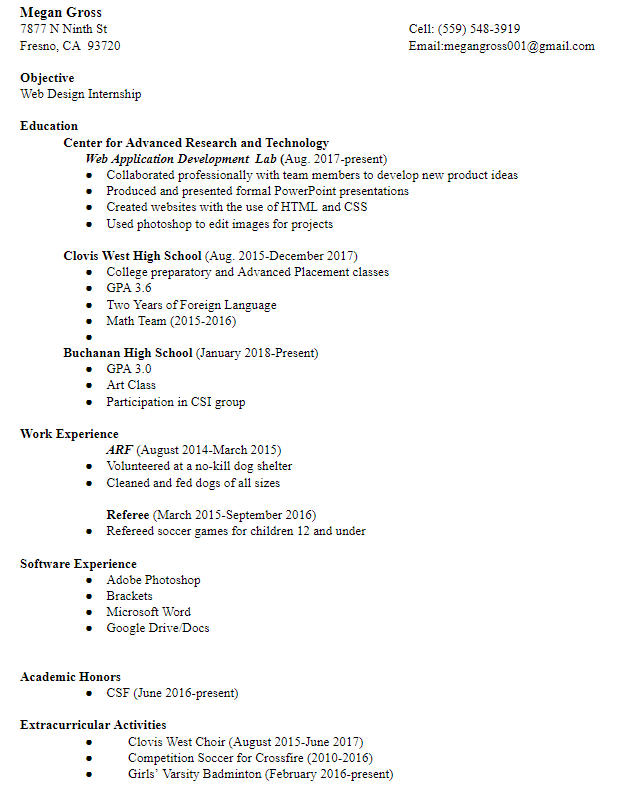 Megan Gross
7877 N Ninth St Cell: (559) 548-3919
Fresno, CA 93720 Email:megangross001@gmail.com
Objective
Web Design Internship
Education
Center for Advanced Research and Technology
Web Application Development Lab (Aug. 2017-present)
● Collaborated professionally with team members to develop new product ideas
● Produced and presented formal PowerPoint presentations
● Created websites with the use of HTML and CSS
● Used photoshop to edit images for projects
Clovis West High School (Aug. 2015-December 2017)
● College preparatory and Advanced Placement classes
● GPA 3.6
● Two Years of Foreign Language
● Math Team (2015-2016)
●
Buchanan High School (January 2018-Present)
● GPA 3.0
● Art Class
● Participation in CSI group
Work Experience
ARF (August 2014-March 2015)
● Volunteered at a no-kill dog shelter
● Cleaned and fed dogs of all sizes
Referee (March 2015-September 2016)
● Refereed soccer games for children 12 and under
Software Experience
● Adobe Photoshop
● Brackets
● Microsoft Word
● Google Drive/Docs
Academic Honors
● CSF (June 2016-present)
Extracurricular Activities
● Clovis West Choir (August 2015-June 2017)
● Competition Soccer for Crossfire (2010-2016)
● Girls’ Varsity Badminton (February 2016-present)